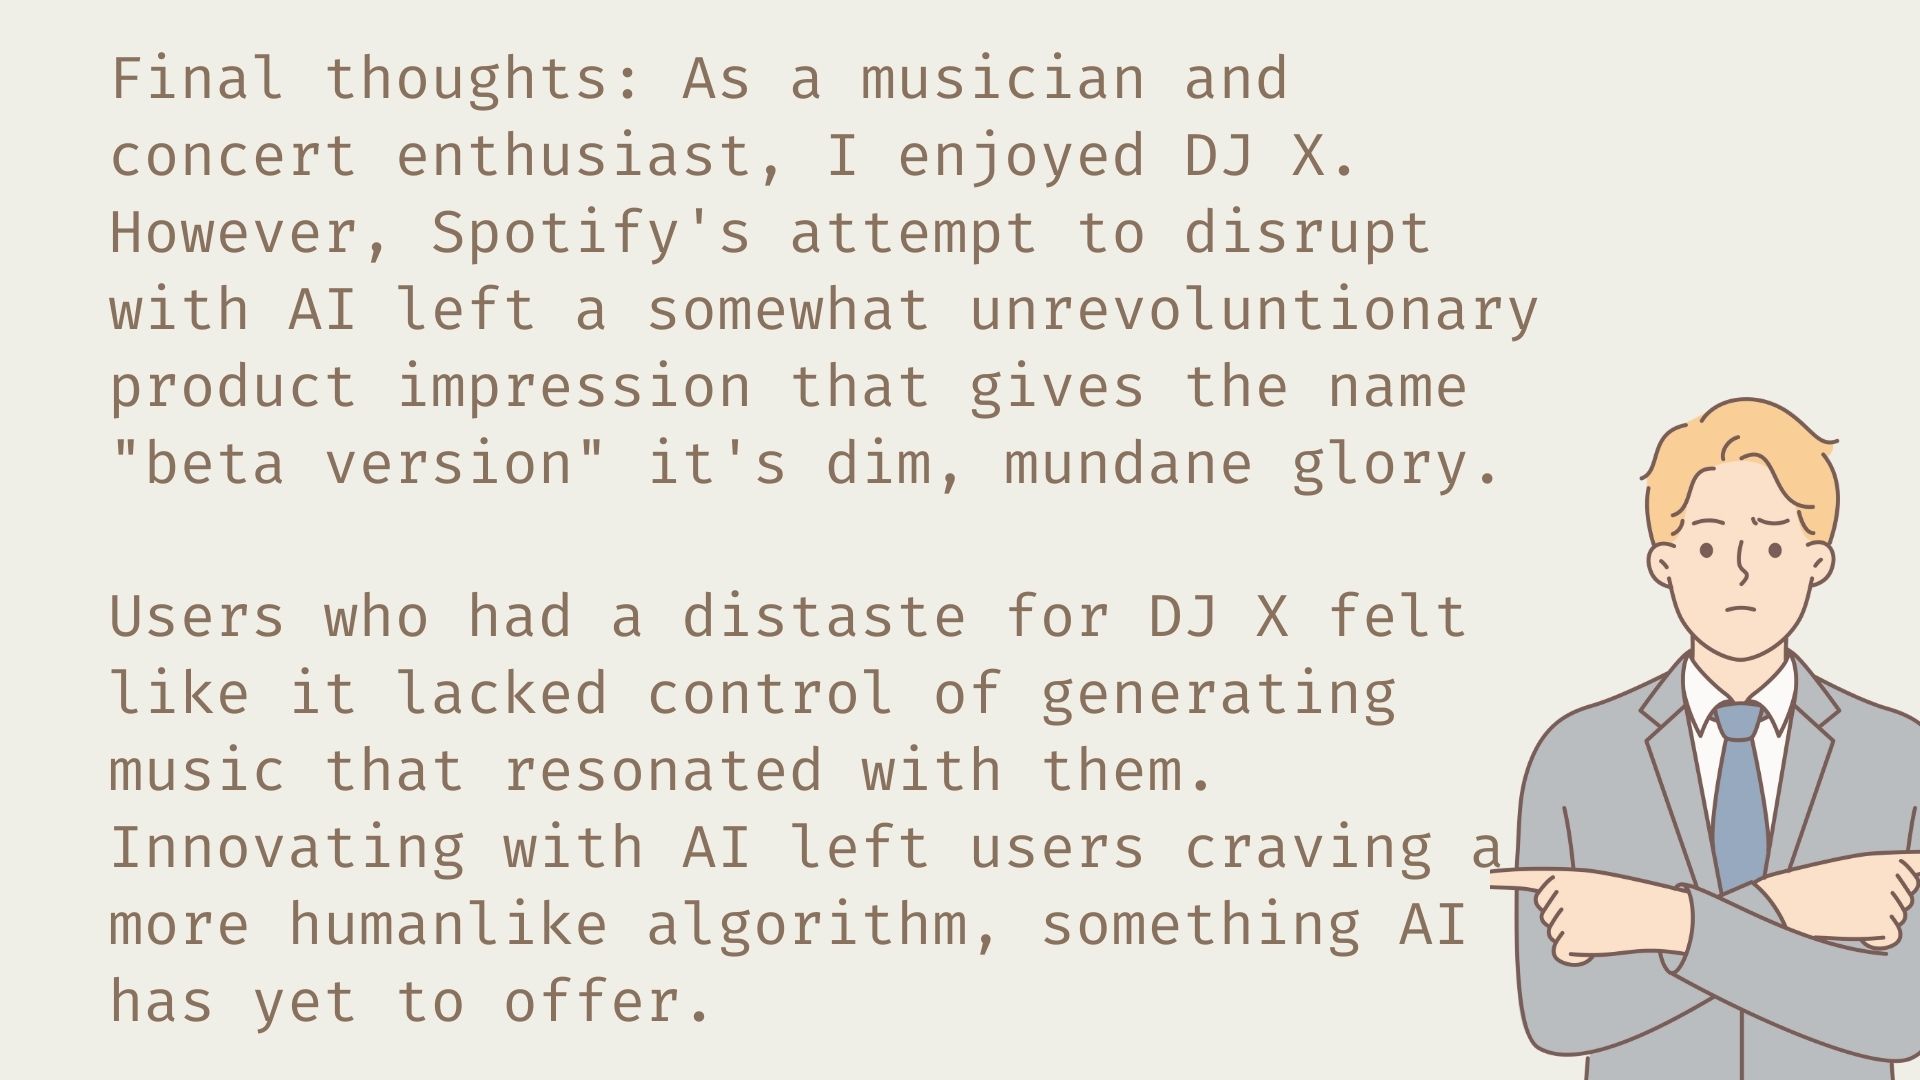 Final thoughts: As a musician and
concert enthusiast, I enjoyed DJ X.
However, Spotify's attempt to disrupt
with AI left a somewhat unrevoluntionary
product impression that gives the name
"beta version" it's dim, mundane glory.
Users who had a distaste for DJ X felt
like it lacked control of generating
music that resonated with them.
Innovating with AI left users craving a
more humanlike algorithm, something AI
has yet to offer.